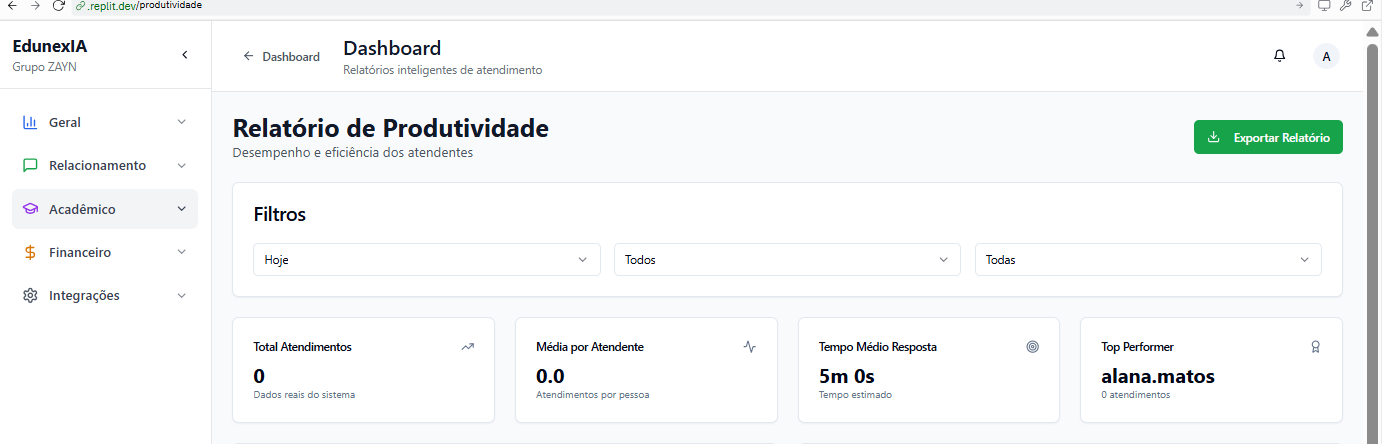 .replit.dev/produtividade
EdunexIA
Grupo ZAYN
Geral
Relacionamento
Acadêmico
Financeiro
Integrações
Dashboard
Dashboard
Relatórios inteligentes de atendimento
A
Relatório de Produtividade
Desempenho e eficiência dos atendentes
Exportar Relatório
Filtros
Hoje
Todos
Todas
Total Atendimentos
0
Dados reais do sistema
Média por Atendente
0.0
Atendimentos por pessoa
Tempo Médio Resposta
5m 0s
Tempo estimado
Top Performer
alana.matos
0 atendimentos